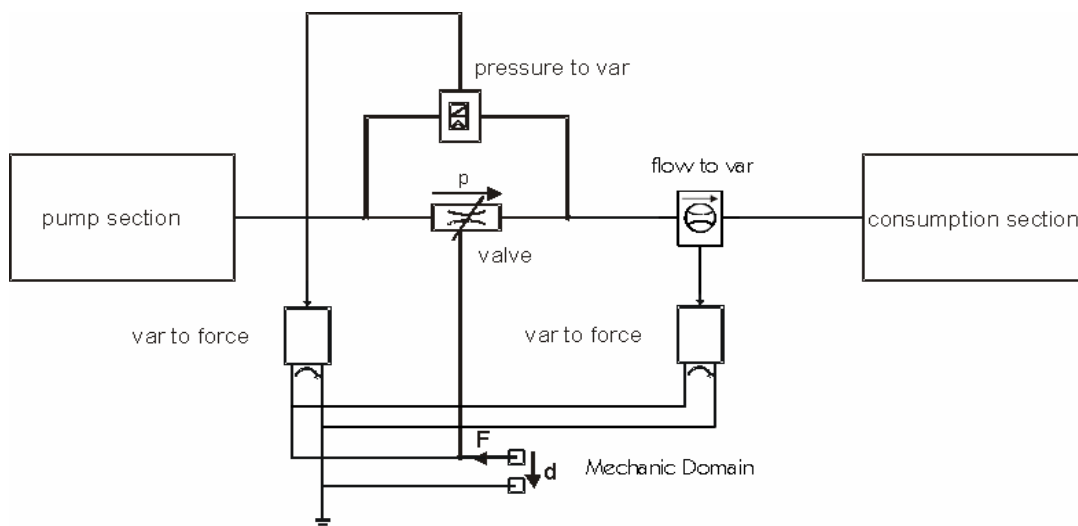 pressure to var
flow to var
p
pump section
consumption section
valve
var to force
var to force
F
d
Mechanic Domain